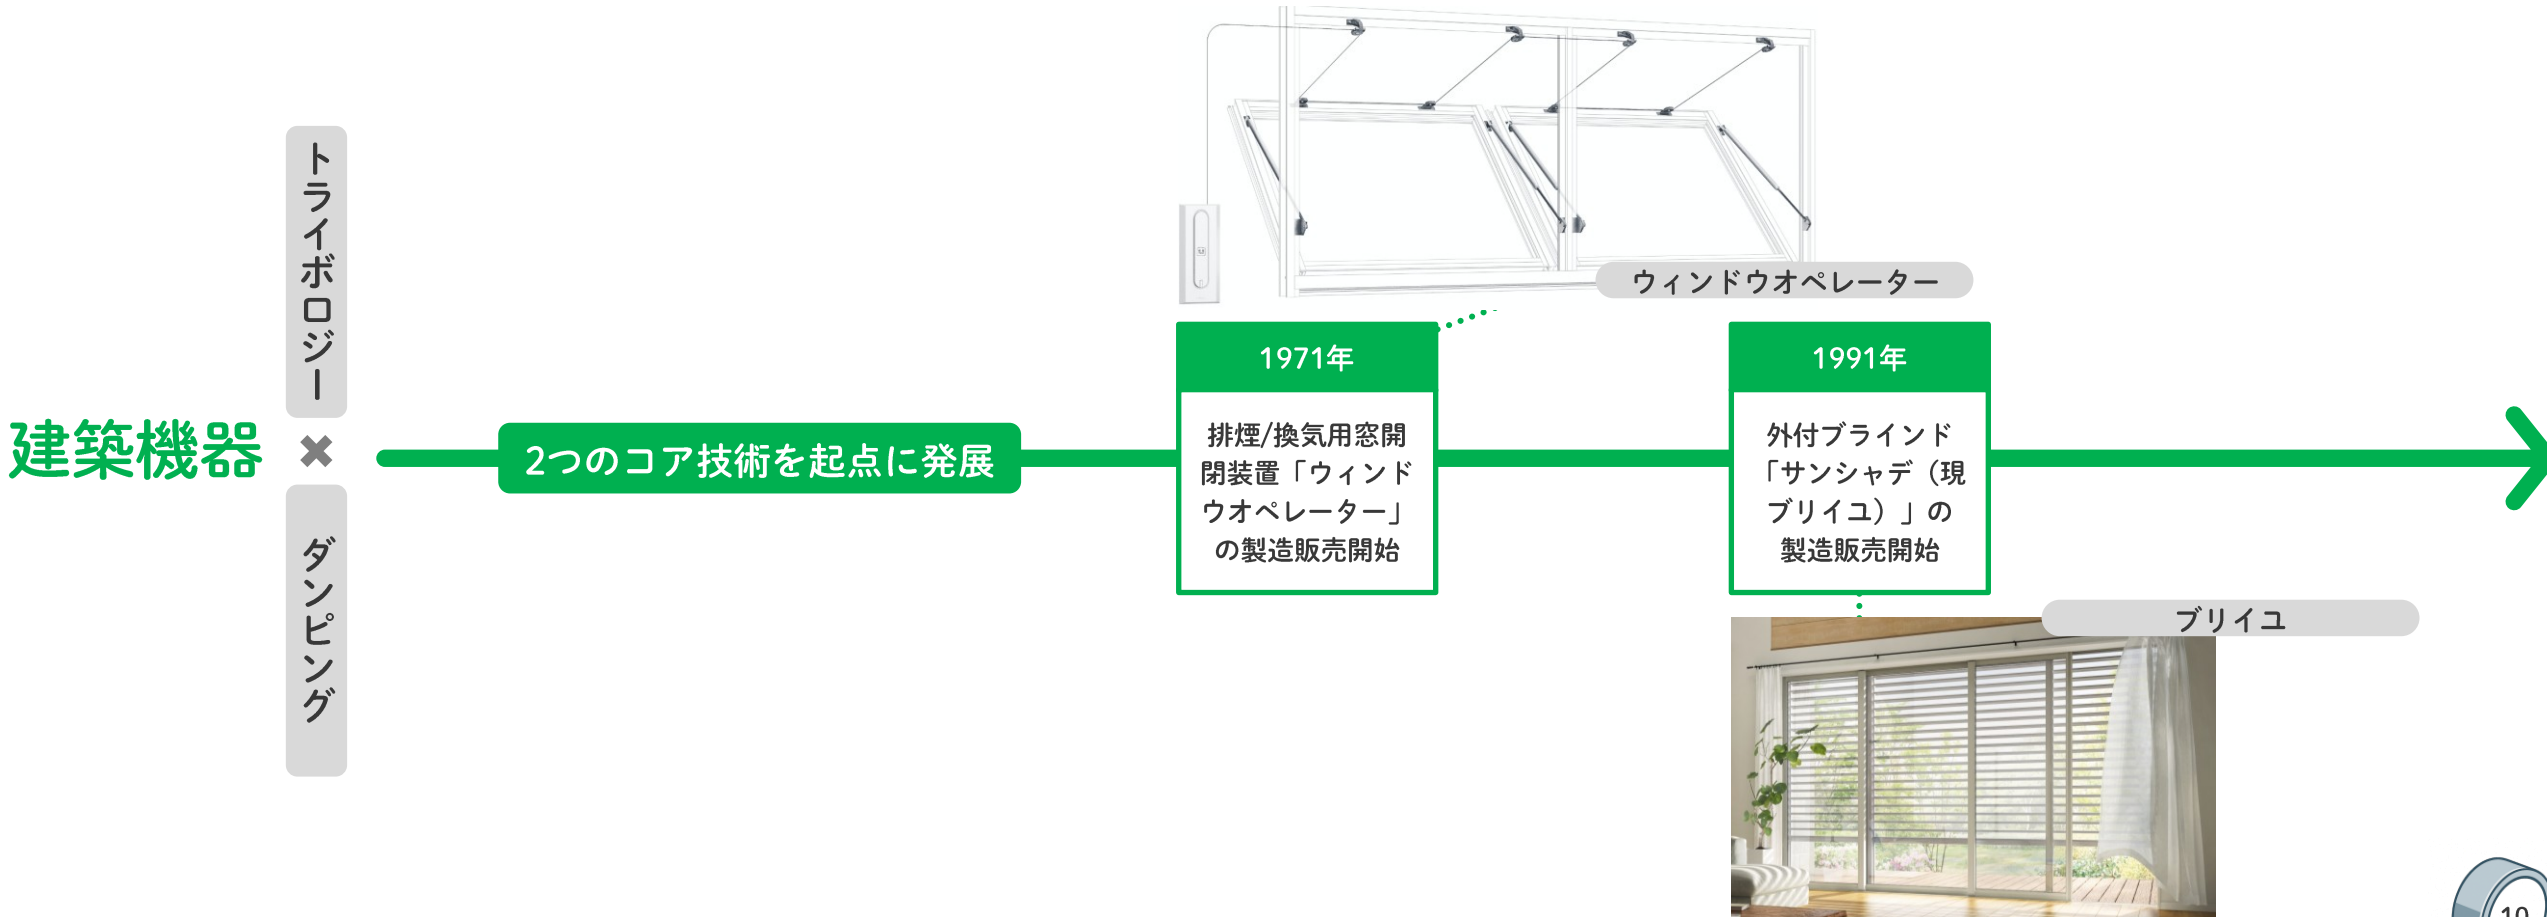 建築機器
トライボロジー
✖
ダンピング
2つのコア技術を起点に発展
ウィンドウオペレーター
1971年
排煙/換気用窓開
閉装置「ウィンド
ウオペレーター」
の製造販売開始
1991年
外付ブラインド
「サンシャデ（現
ブリイユ）」の
製造販売開始
ブリイユ